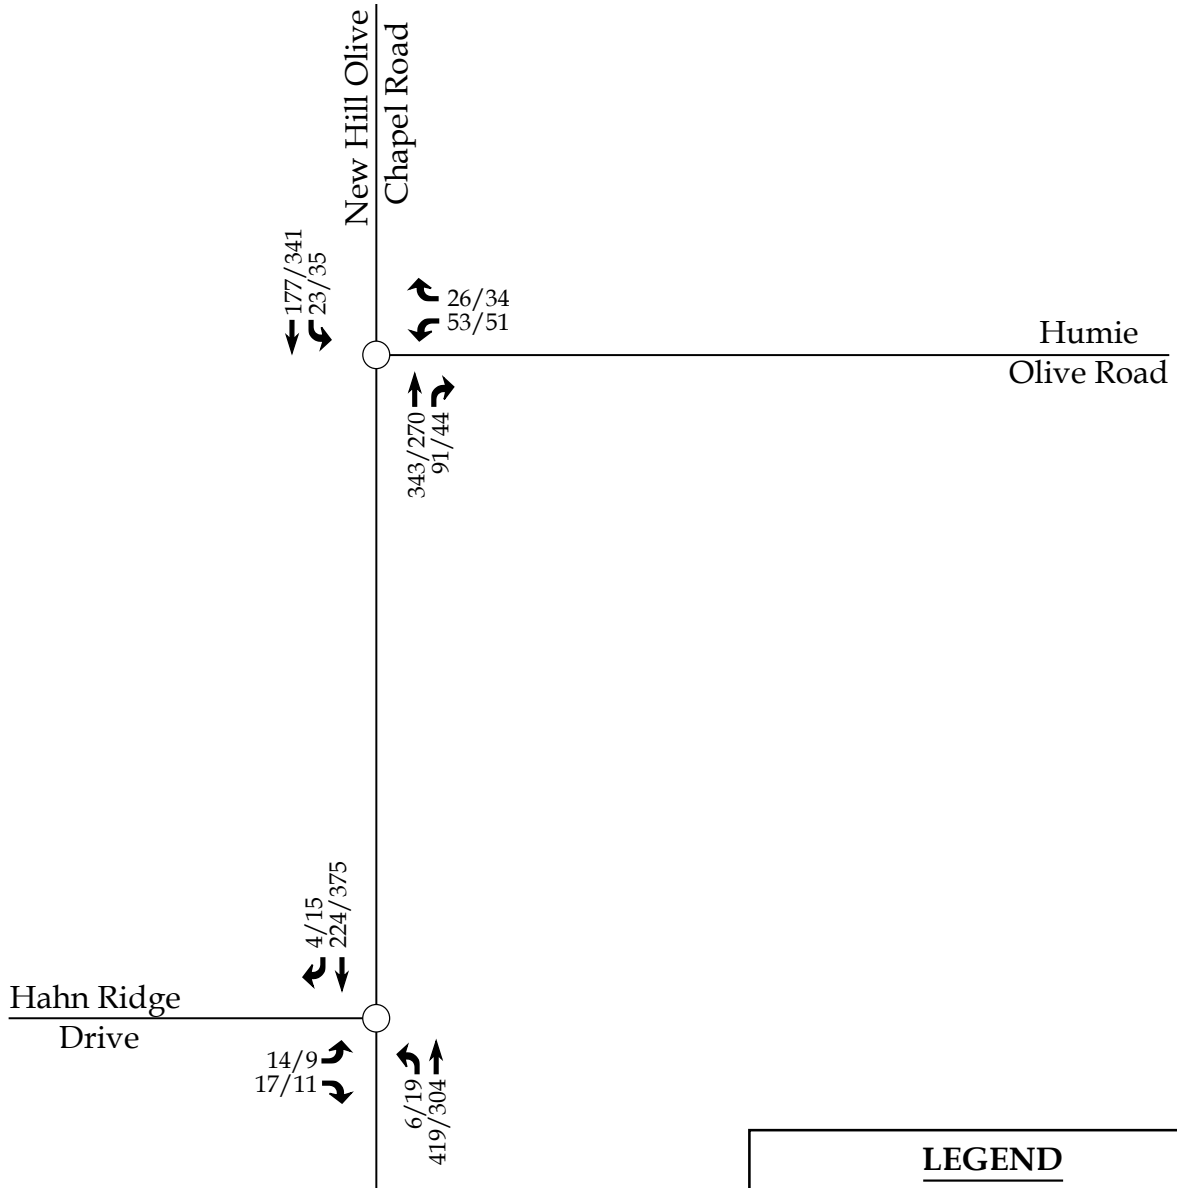 New Hill Olive
Chapel Road
177/341
23/35
26/34
53/51
Humie
Olive Road
343/270
91/44
4/15
224/375
Hahn Ridge
Drive
14/9
17/11
6/19
419/304
LEGEND